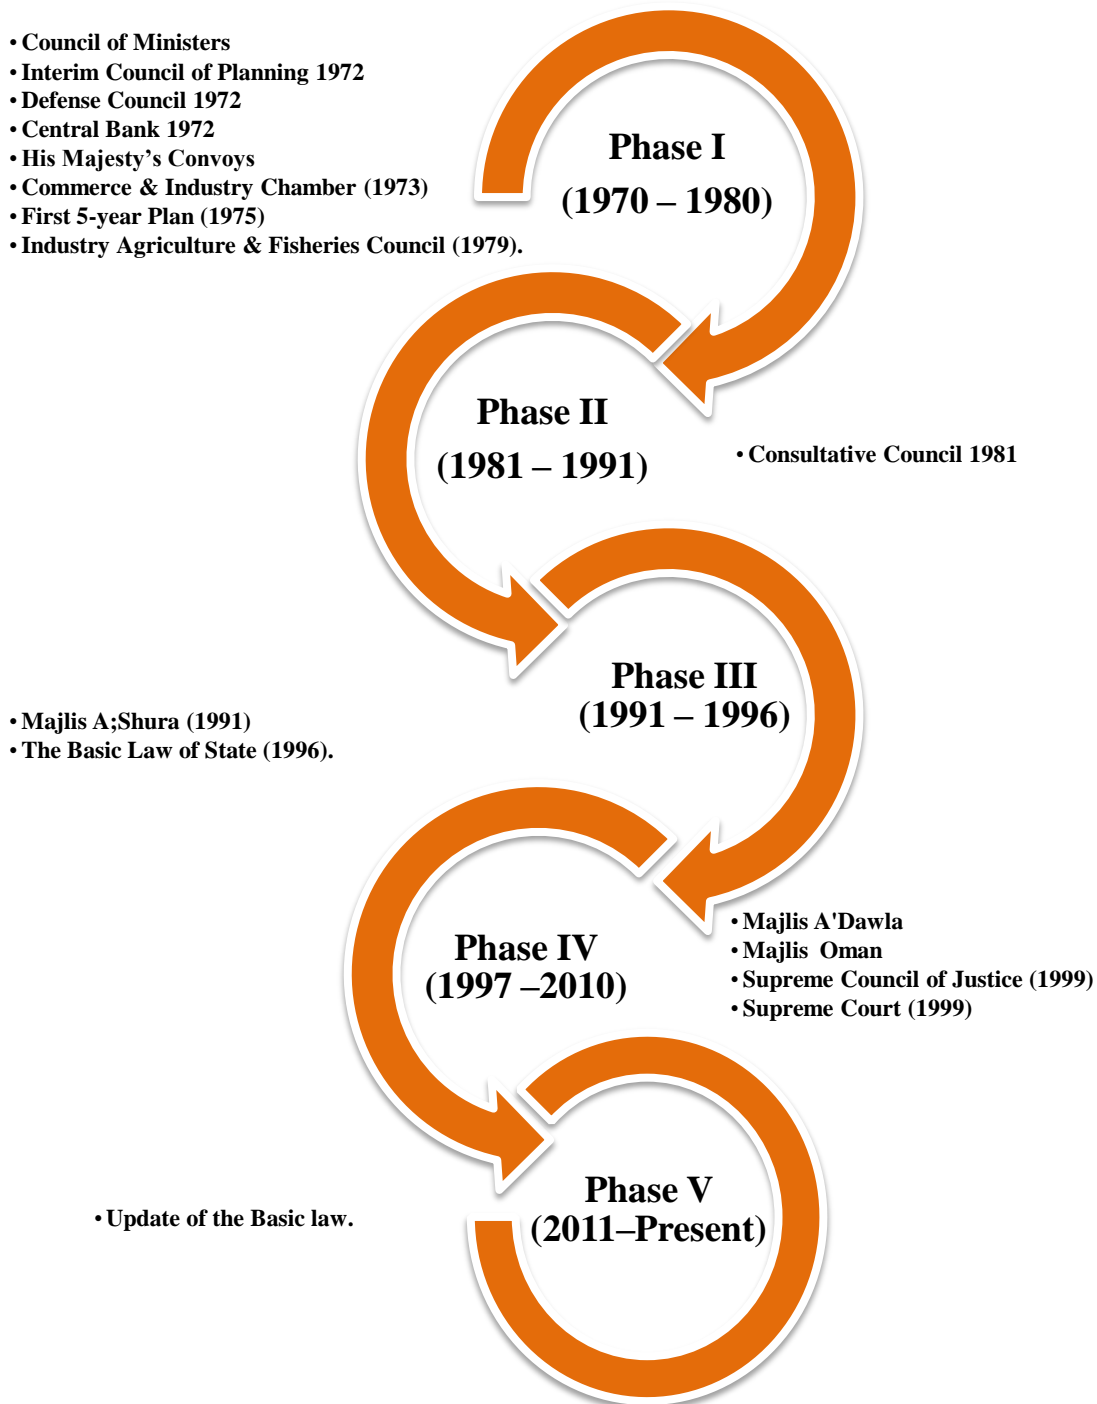 • Council of Ministers
• Interim Council of Planning 1972
• Defense Council 1972
• Central Bank 1972
• His Majesty’s Convoys
• Commerce & Industry Chamber (1973)
• First 5-year Plan (1975)
• Industry Agriculture & Fisheries Council (1979).
Phase I
(1970 – 1980)
Phase II
(1981 – 1991)
• Consultative Council 1981
Phase III
(1991 – 1996)
• Majlis A;Shura (1991)
• The Basic Law of State (1996).
Phase IV
(1997 –2010)
• Majlis A'Dawla
• Majlis  Oman
• Supreme Council of Justice (1999)
• Supreme Court (1999)
Phase V
(2011–Present)
• Update of the Basic law.